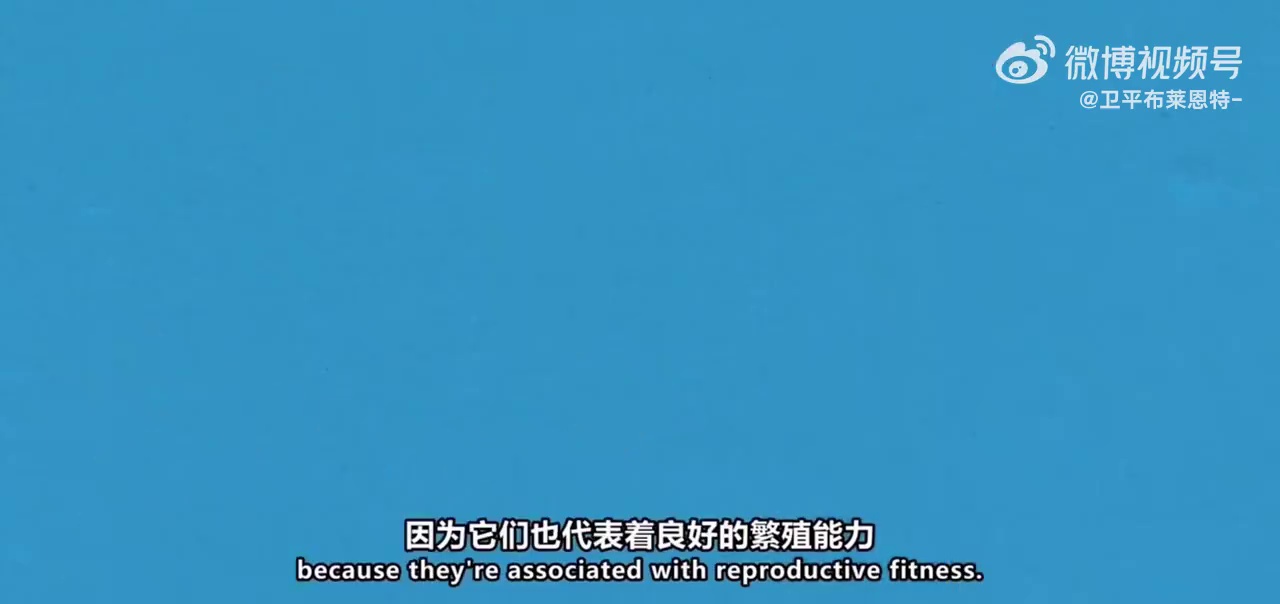 微博视频号
@卫平布莱恩特-
因为它们也代表着良好的繁殖能力
because they're associated with reproductive fitness.